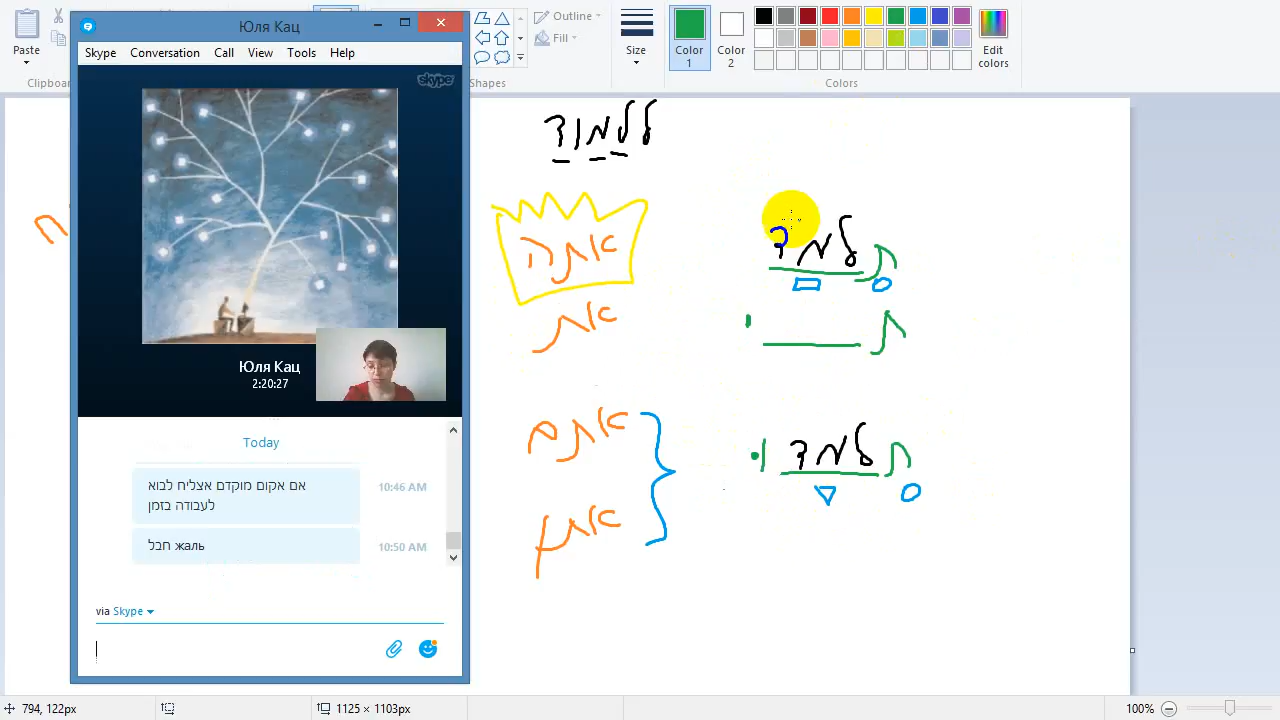 Юля Кац
Skype Conversation Call View Tools Help
skype
Юля Кац
2:20:27
Today
אם אקום מוקדם אצליח לבוא 10:46 AM
לעבודה בזמן
חבל жаль 10:50 AM
via Skype
Paste
Clipboard
Outline
Fill
Shapes
Size
Color 1
Color 2
Edit colors
Colors
ללמוד
אתה
את
אתם
אתן
ת למד
ת
ת למד ו
ח
794, 122px
1125 × 1103px
100%